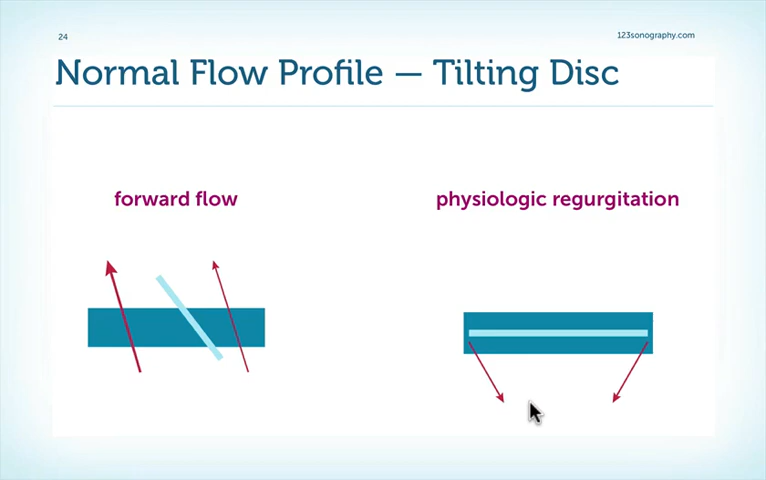 24
123sonography.com
Normal Flow Profile — Tilting Disc
forward flow
physiologic regurgitation